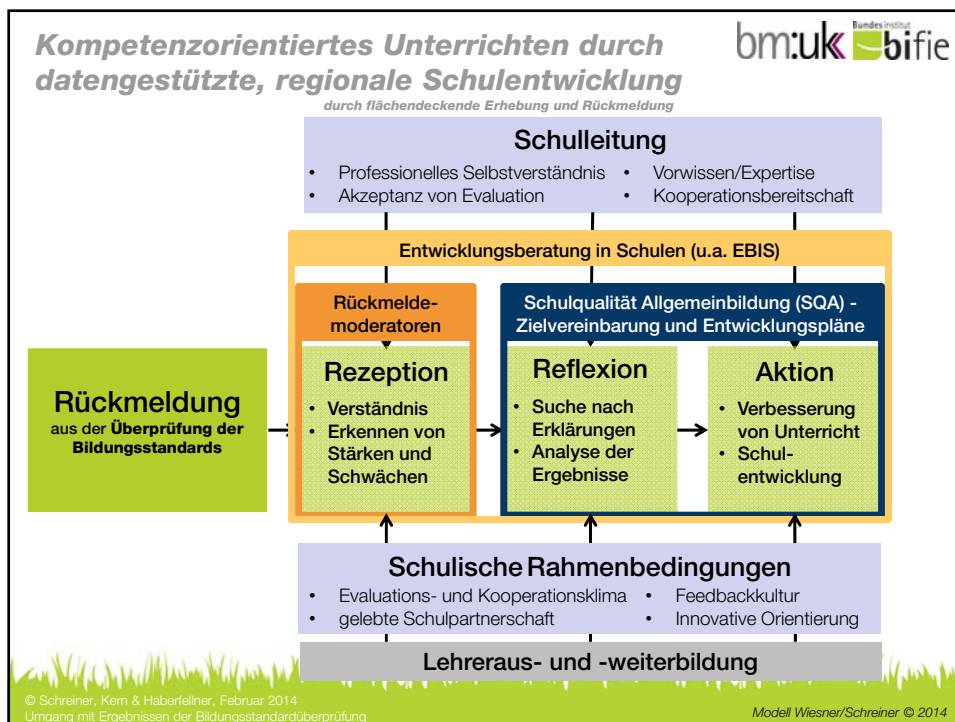 Kompetenzorientiertes Unterrichten durch
datengestützte, regionale Schulentwicklung
durch flächendeckende Erhebung und Rückmeldung
bm:uk
Bundesinstitut
bifie
Schulleitung
• Professionelles Selbstverständnis
• Akzeptanz von Evaluation
• Vorwissen/Expertise
• Kooperationsbereitschaft
Entwicklungsberatung in Schulen (u.a. EBIS)
Rückmelde-
moderatoren
Schulqualität Allgemeinbildung (SQA) -
Zielvereinbarung und Entwicklungspläne
Rückmeldung
aus der Überprüfung der
Bildungsstandards
Rezeption
• Verständnis
• Erkennen von
Stärken und
Schwächen
Reflexion
• Suche nach
Erklärungen
• Analyse der
Ergebnisse
Aktion
• Verbesserung
von Unterricht
• Schul-
entwicklung
Schulische Rahmenbedingungen
• Evaluations- und Kooperationsklima
• gelebte Schulpartnerschaft
• Feedbackkultur
• Innovative Orientierung
Lehreraus- und -weiterbildung
© Schreiner, Kern & Haberfellner, Februar 2014
Umgang mit Ergebnissen der Bildungsstandardüberprüfung
Modell Wiesner/Schreiner © 2014